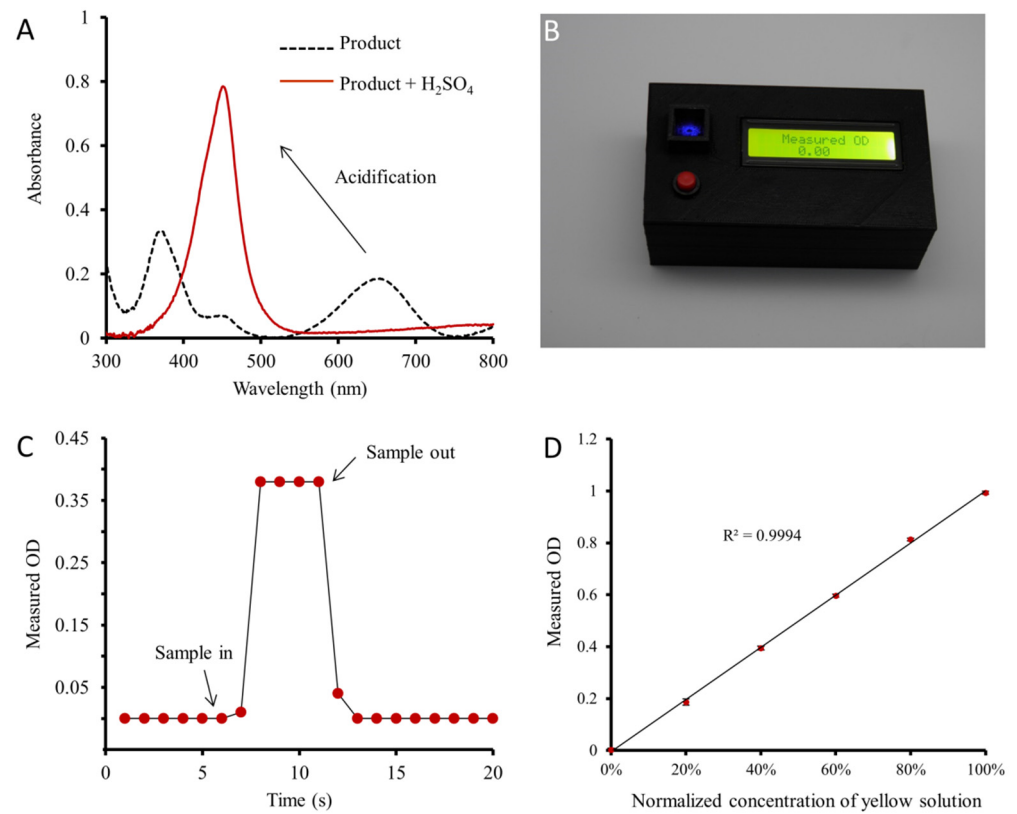 A
1
0.8
0.6
0.4
0.2
0
Absorbance
Product
Product + H₂SO₄
Acidification
300
400
500
600
700
800
Wavelength (nm)
B
Measured OD
0.00
C
0.45
0.35
0.25
0.15
0.05
Measured OD
Sample in
Sample out
0
5
10
15
20
Time (s)
D
1.2
1
0.8
0.6
0.4
0.2
0
Measured OD
R² = 0.9994
0%
20%
40%
60%
80%
100%
Normalized concentration of yellow solution